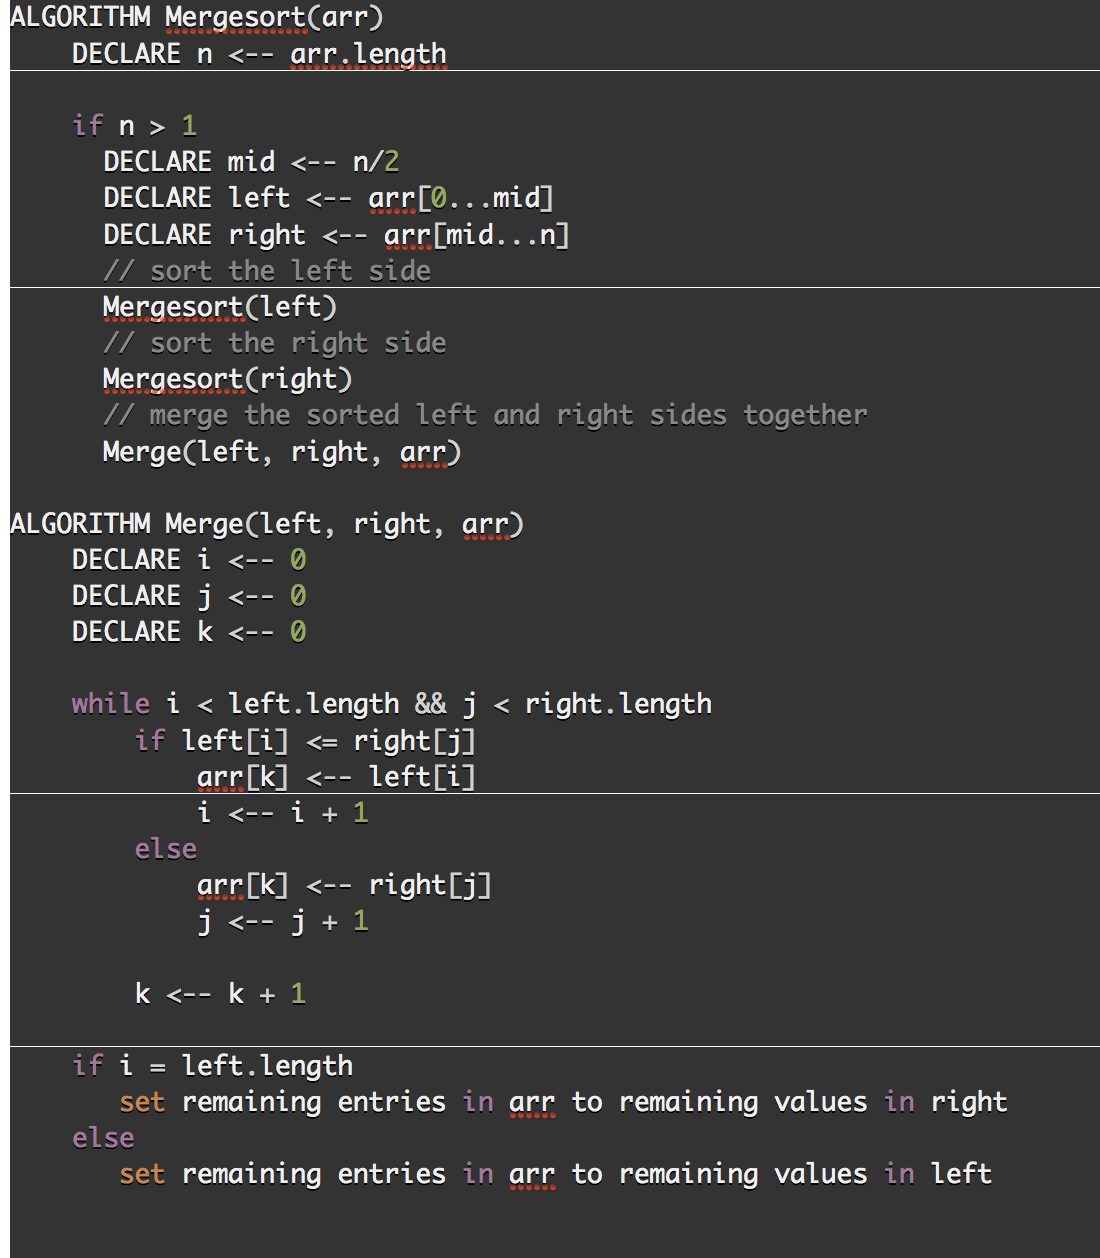 ALGORITHM Mergesort(arr)
    DECLARE n <-- arr.length

    if n > 1
      DECLARE mid <-- n/2
      DECLARE left <-- arr[0...mid]
      DECLARE right <-- arr[mid...n]
      // sort the left side
      Mergesort(left)
      // sort the right side
      Mergesort(right)
      // merge the sorted left and right sides together
      Merge(left, right, arr)

ALGORITHM Merge(left, right, arr)
    DECLARE i <-- 0
    DECLARE j <-- 0
    DECLARE k <-- 0

    while i < left.length && j < right.length
        if left[i] <= right[j]
            arr[k] <-- left[i]
            i <-- i + 1
        else
            arr[k] <-- right[j]
            j <-- j + 1

        k <-- k + 1

    if i = left.length
       set remaining entries in arr to remaining values in right
    else
       set remaining entries in arr to remaining values in left